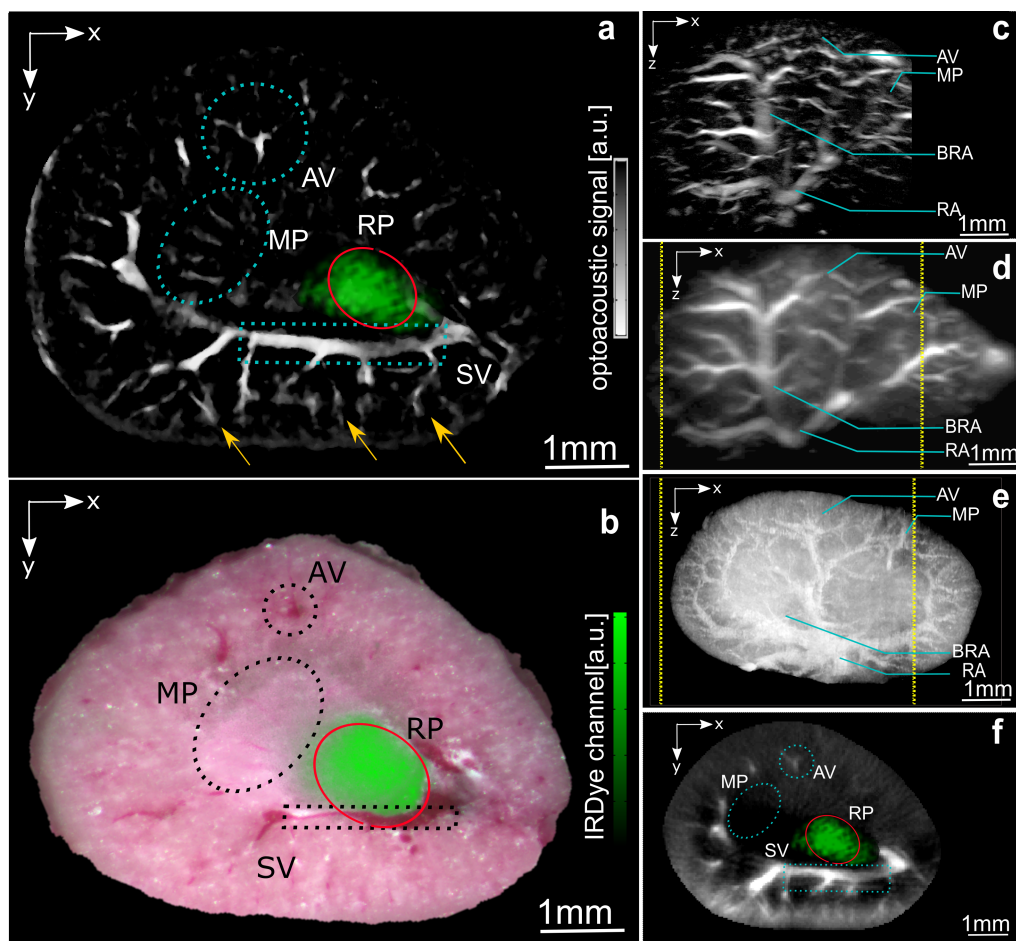 a
x
y
AV
MP
RP
SV
optoacoustic signal [a.u.]
1mm
b
x
y
AV
MP
RP
SV
IRDye channel[a.u.]
1mm
c
x
z
AV
MP
BRA
RA
1mm
d
x
z
AV
MP
BRA
RA
1mm
e
x
z
AV
MP
BRA
RA
1mm
f
x
y
MP
AV
RP
SV
1mm